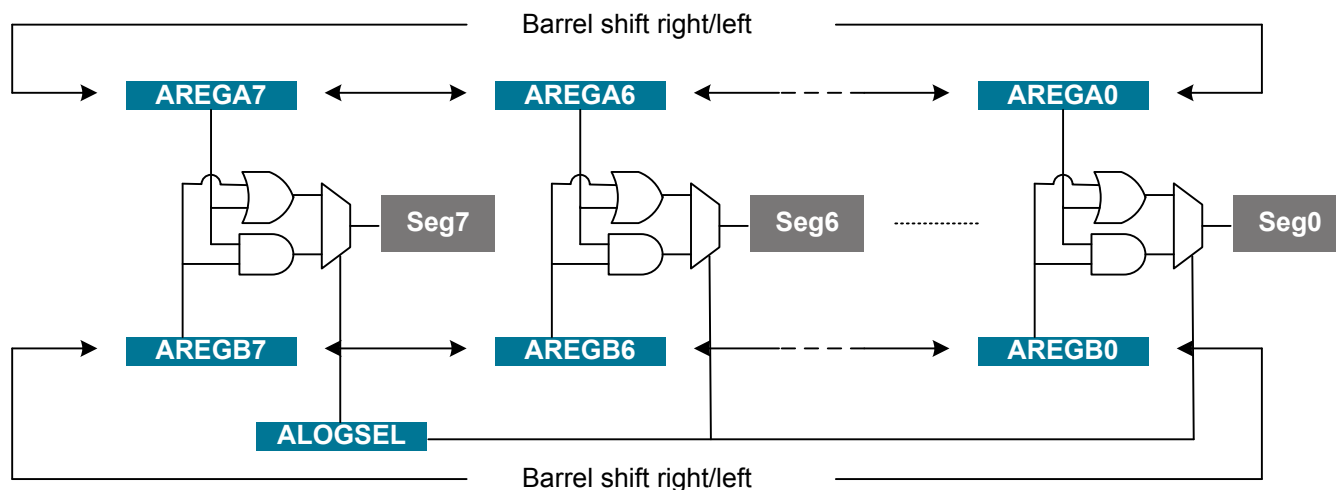 Barrel shift right/left
AREGA7 AREGA6 AREGA0
Seg7 Seg6 Seg0
AREGB7 AREGB6 AREGB0
ALOGSEL
Barrel shift right/left